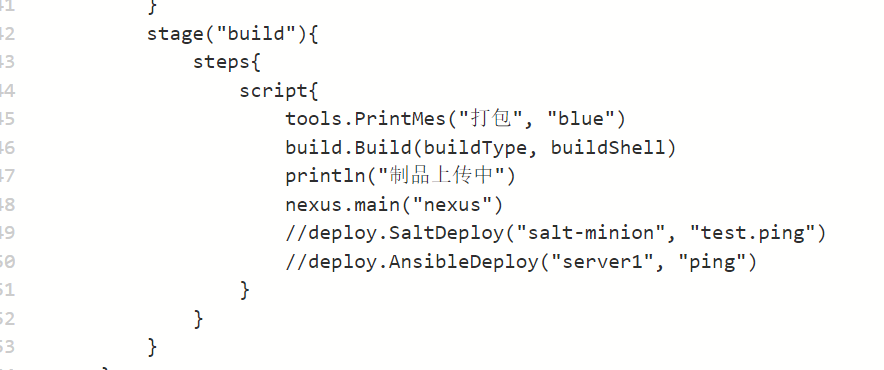 41 }
42 stage("build"){
43 steps{
44 script{
45 tools.PrintMes("打包", "blue")
46 build.Build(buildType, buildShell)
47 println("制品上传中")
48 nexus.main("nexus")
49 //deploy.SaltDeploy("salt-minion", "test.ping")
50 //deploy.AnsibleDeploy("server1", "ping")
51 }
52 }
53 }